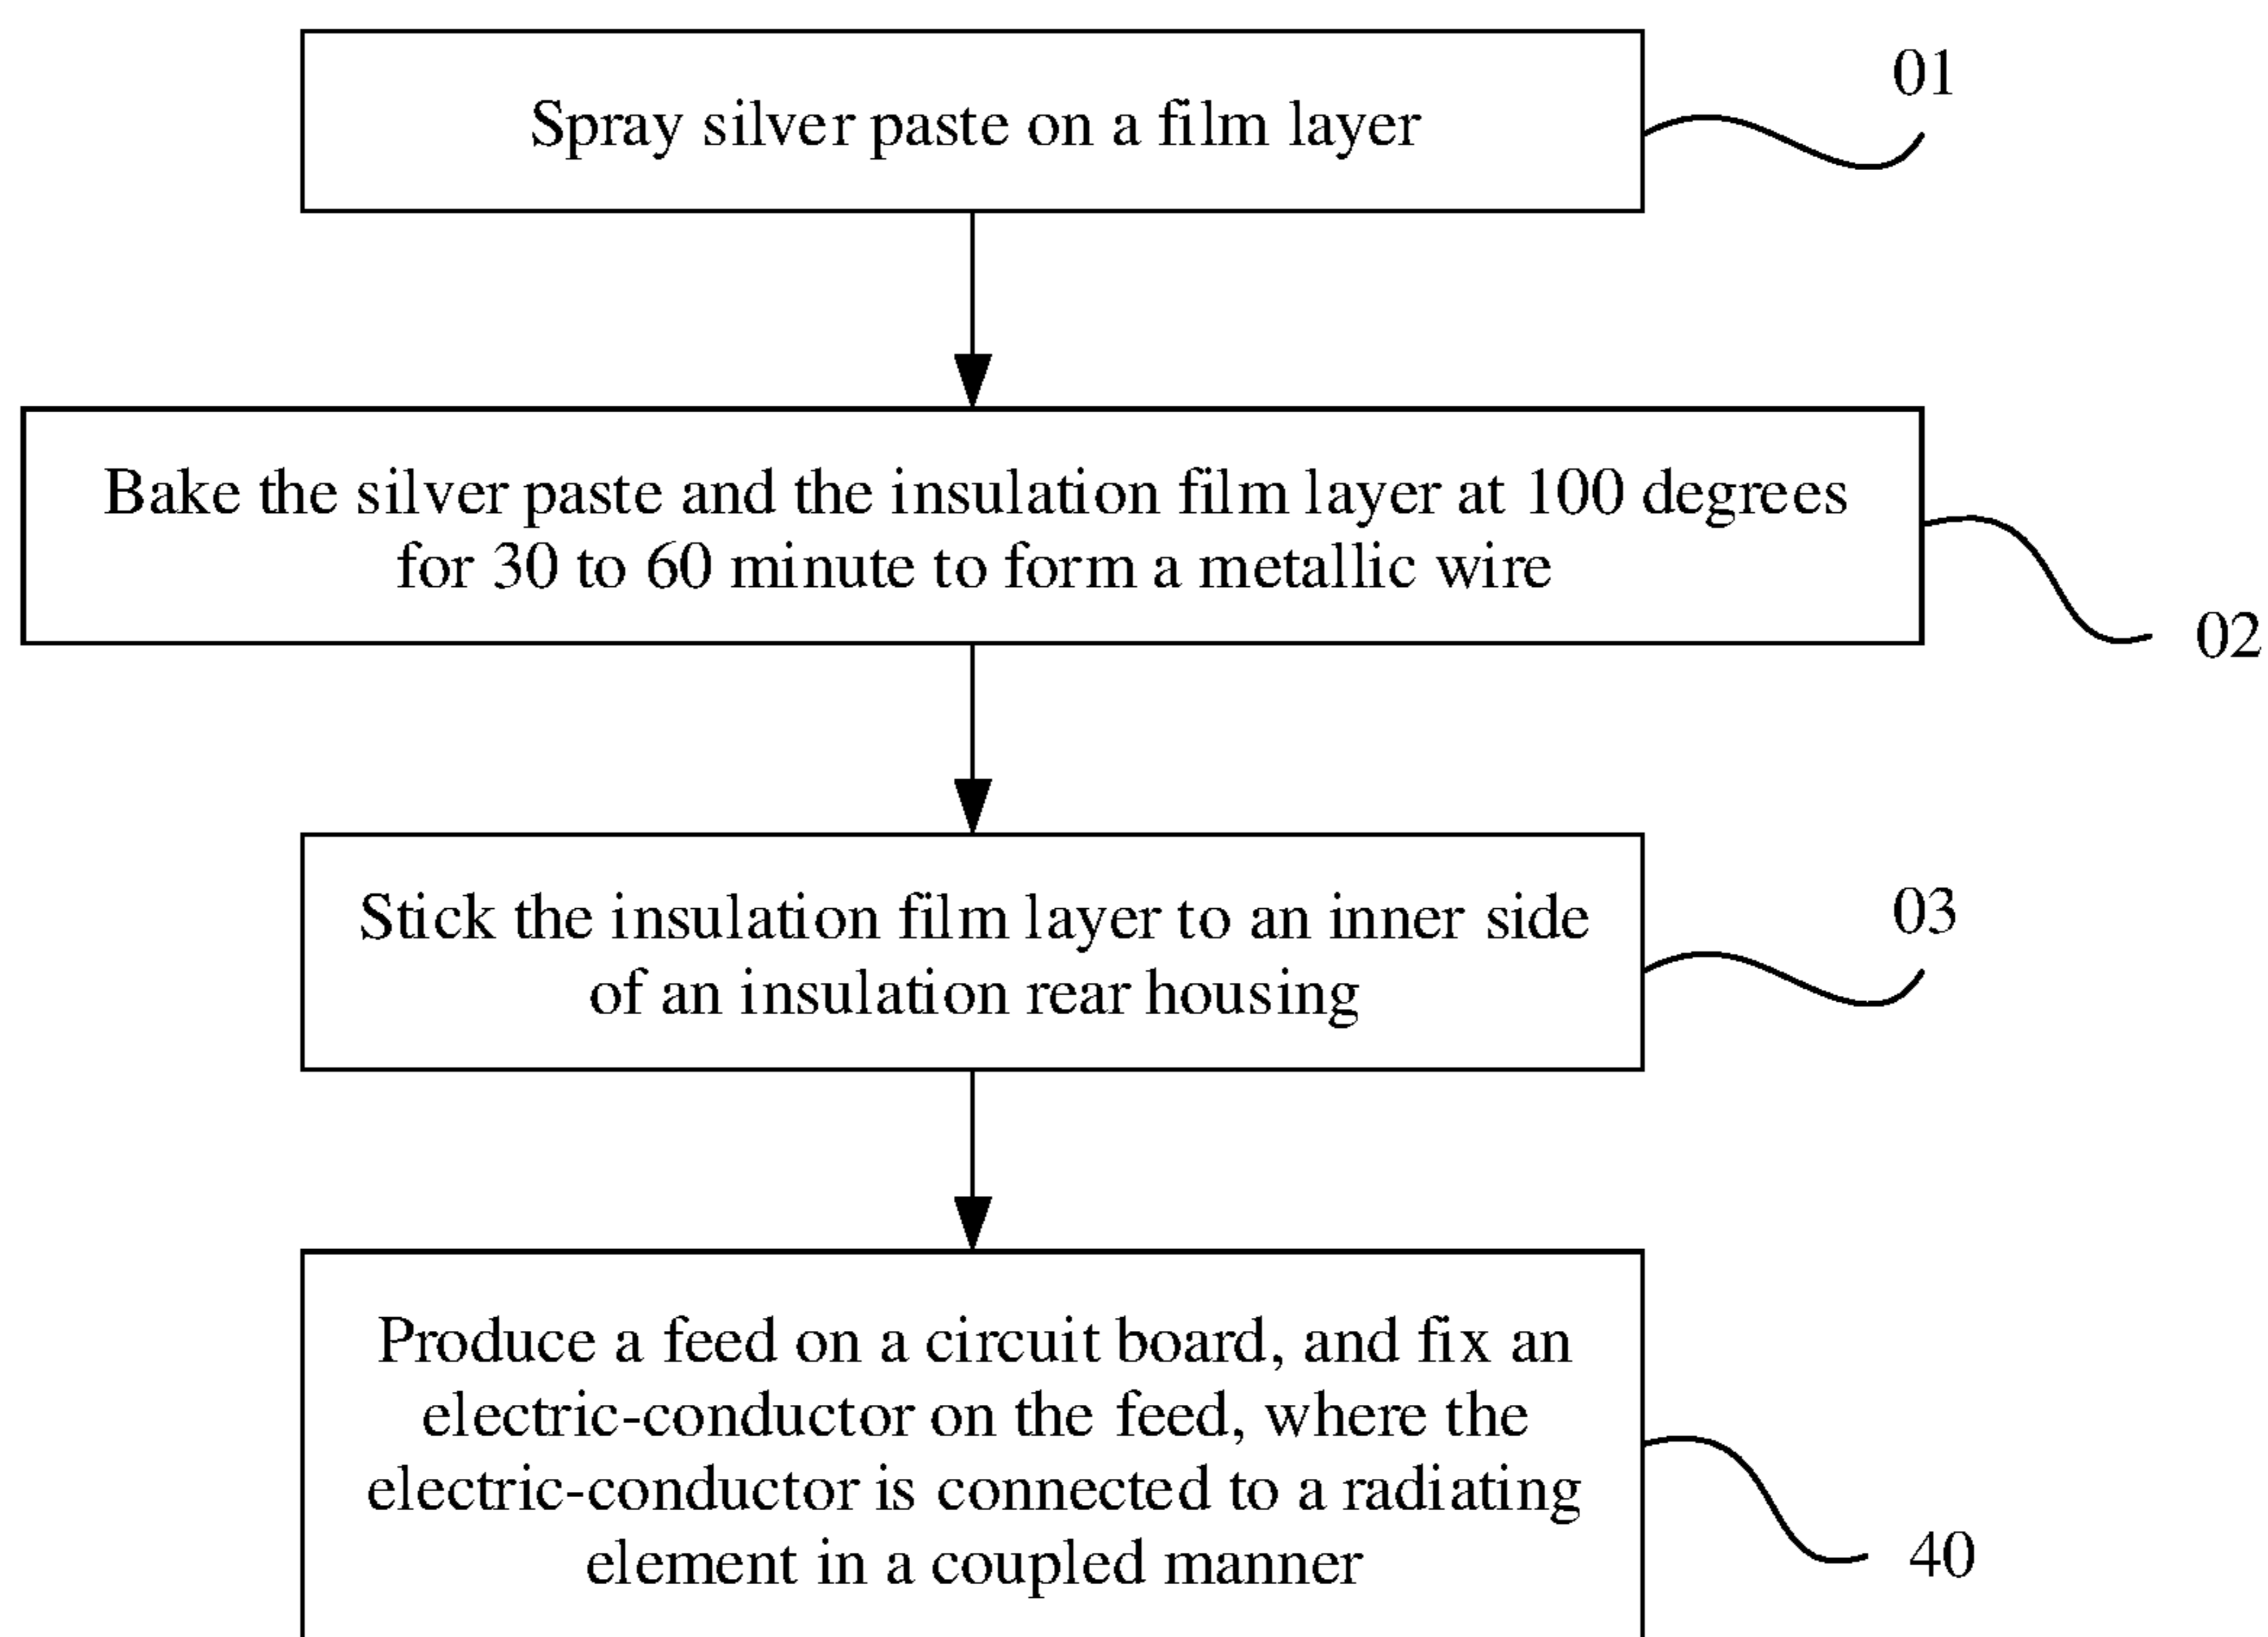 Spray silver paste on a film layer
01
Bake the silver paste and the insulation film layer at 100 degrees
for 30 to 60 minute to form a metallic wire
02
Stick the insulation film layer to an inner side
of an insulation rear housing
03
Produce a feed on a circuit board, and fix an
electric-conductor on the feed, where the
electric-conductor is connected to a radiating
element in a coupled manner
40